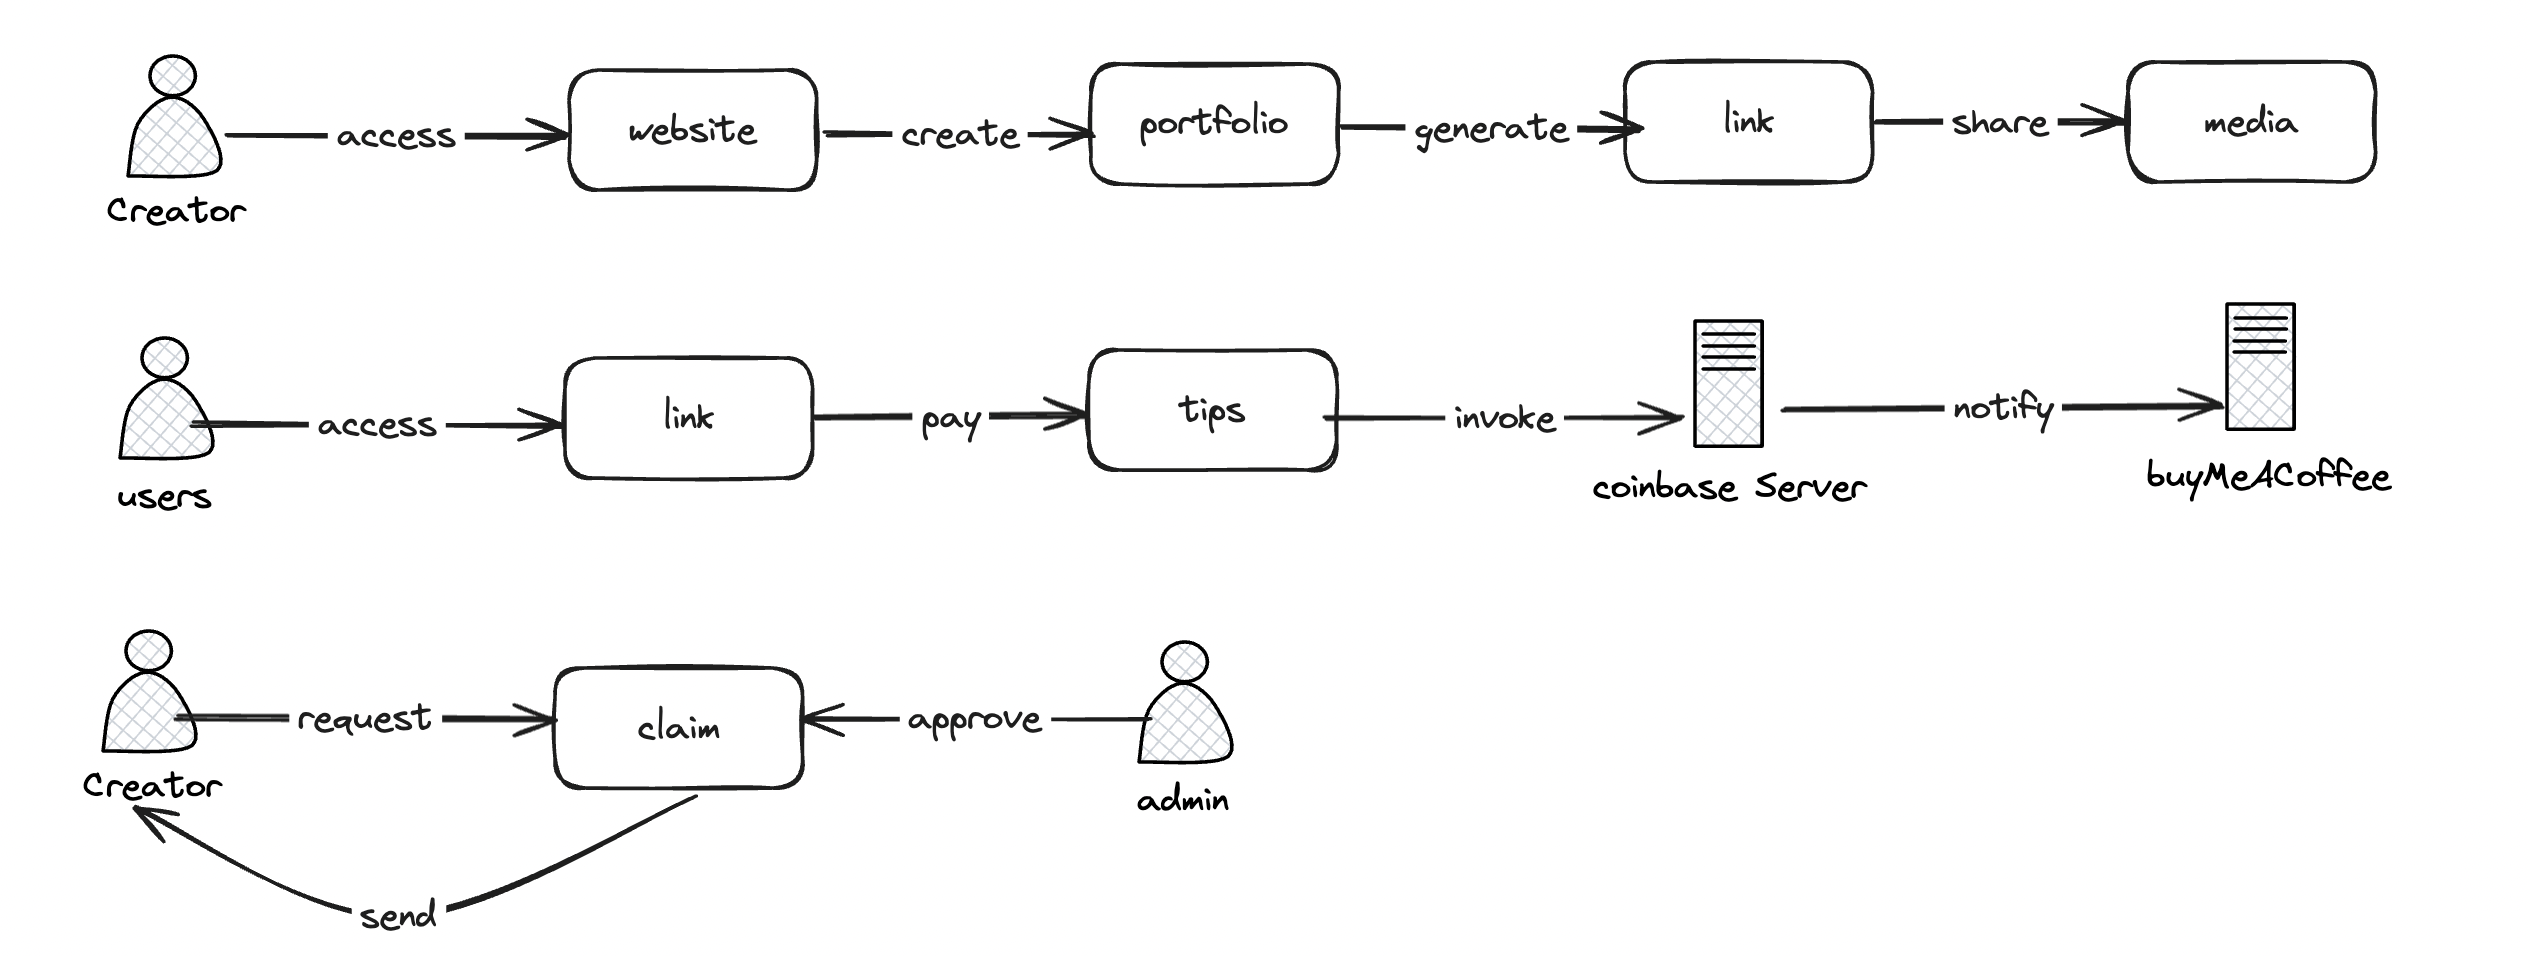 access
website
create
portfolio
generate
link
share
media
Creator
users
access
link
pay
tips
invoke
coinbase Server
notify
buyMeACoffee
Creator
request
claim
approve
admin
send